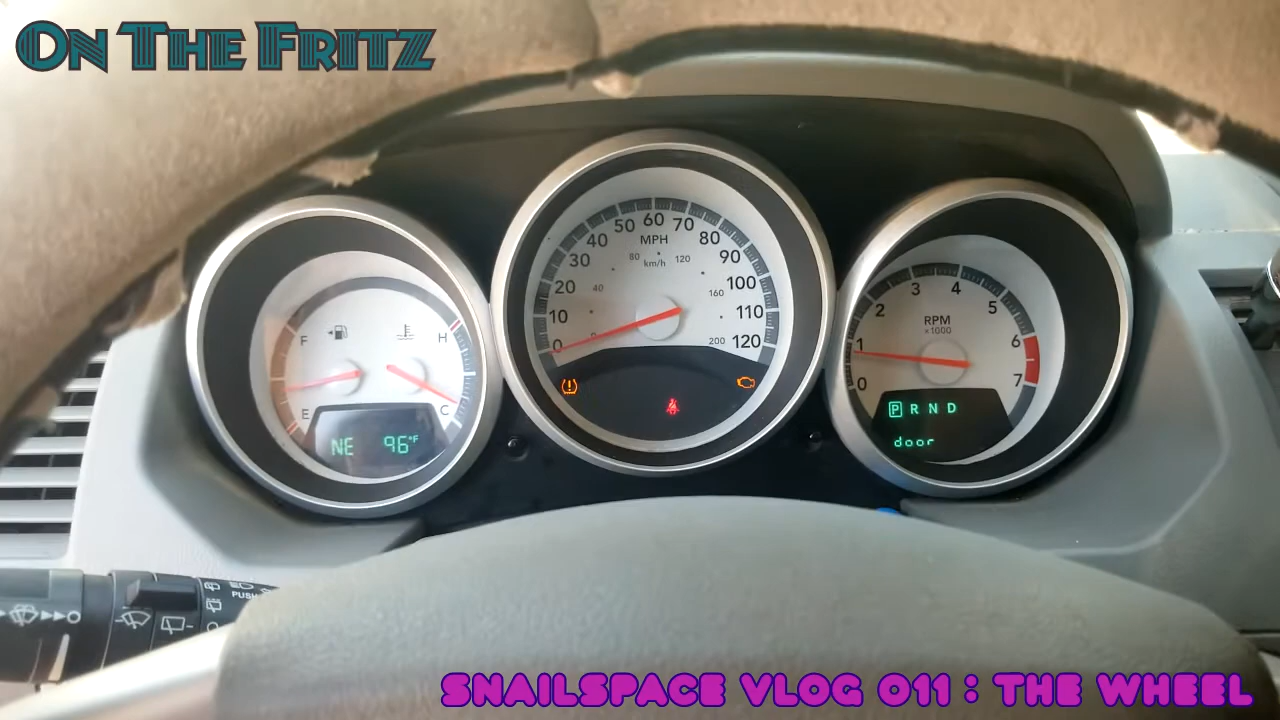 On The Fritz
60
50 70
40 MPH 80
80 km/h 120
30 90
40
20 160 100
10 110
0 0 200 120
F H
E C
NE 96°F
3 4
2 5
RPM
x1000
1 6
0 7
P R N D
door
PUSH
SNAILSPACE VLOG 011 : THE WHEEL